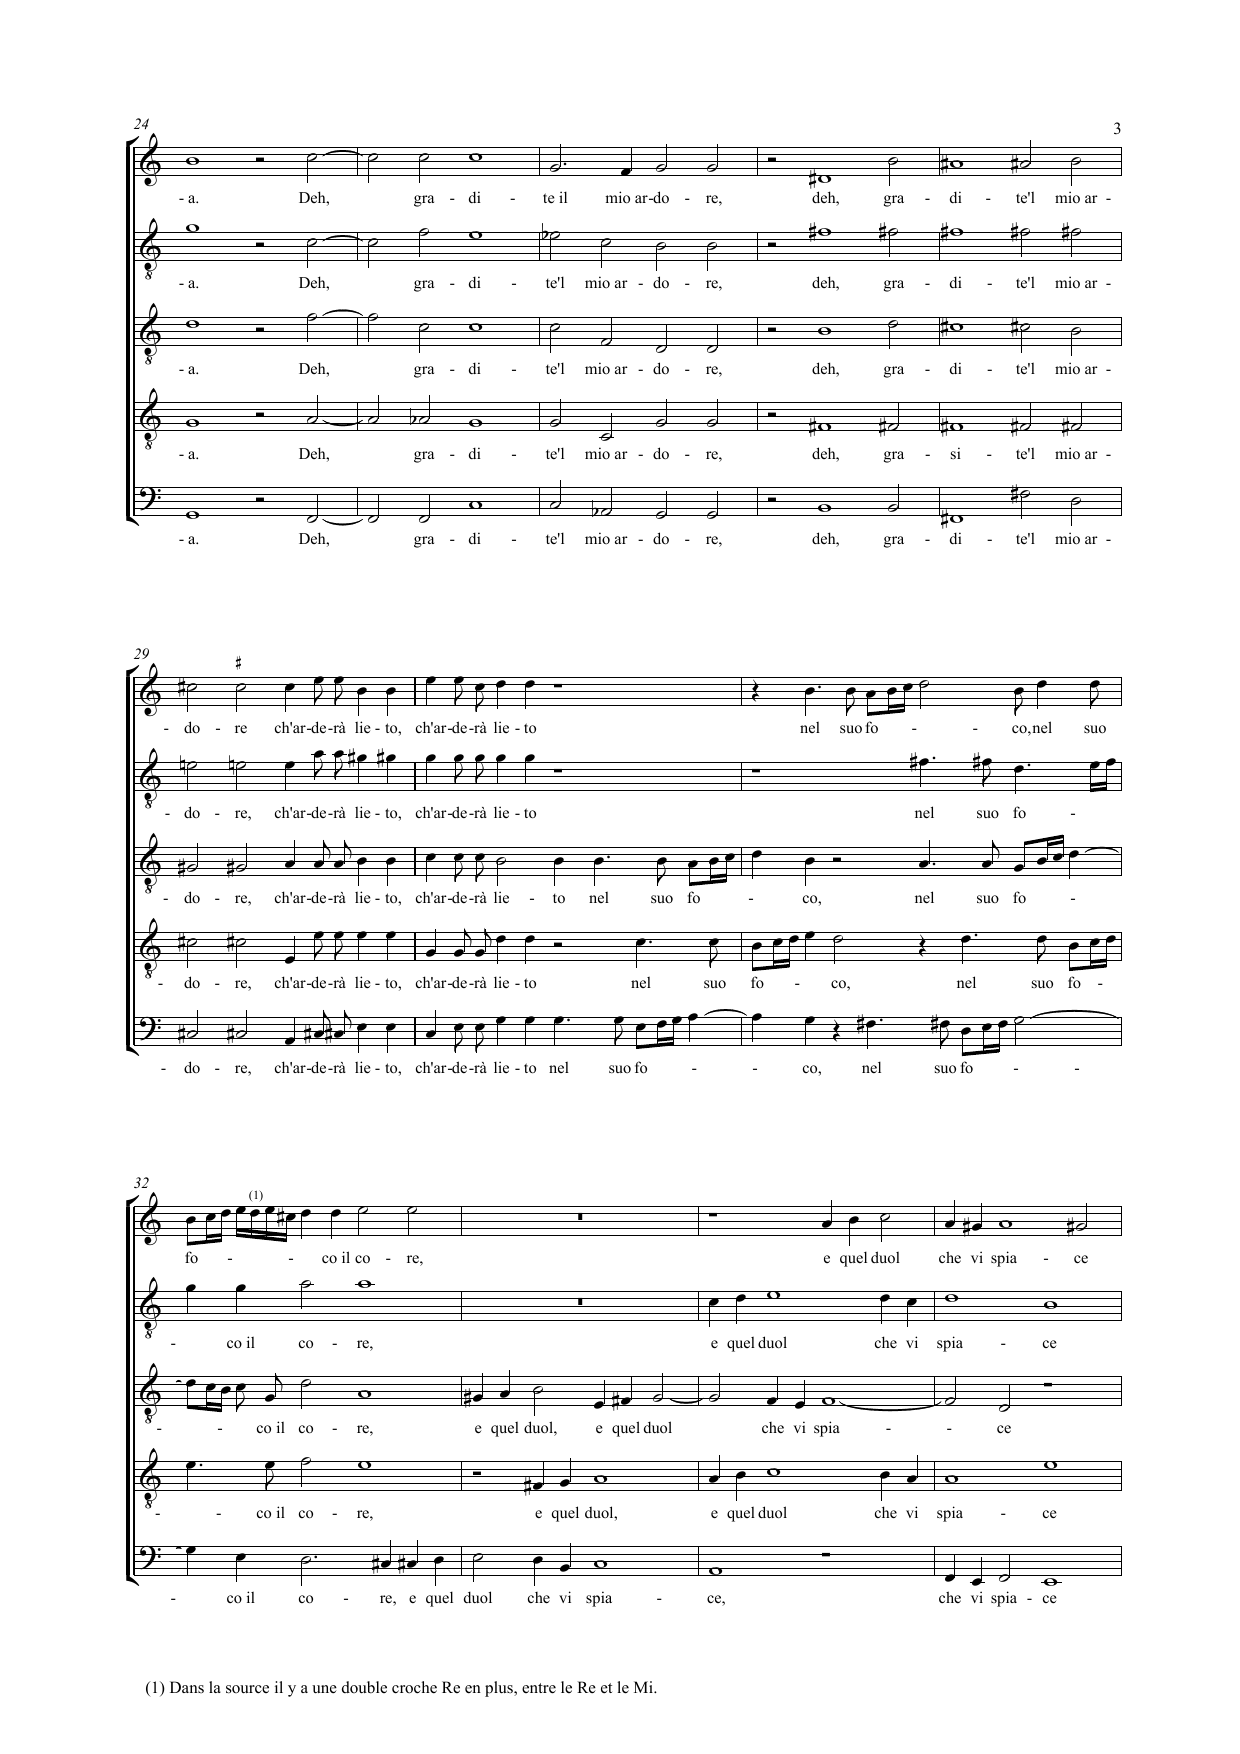 24
3
- a. Deh, gra - di - te il mio ar-do - re, deh, gra - di - te'l mio ar -
- a. Deh, gra - di - te'l mio ar - do - re, deh, gra - di - te'l mio ar -
- a. Deh, gra - di - te'l mio ar - do - re, deh, gra - di - te'l mio ar -
- a. Deh, gra - di - te'l mio ar - do - re, deh, gra - si - te'l mio ar -
- a. Deh, gra - di - te'l mio ar - do - re, deh, gra - di - te'l mio ar -
29
- do - re ch'ar-de-rà lie - to, ch'ar-de-rà lie - to nel suo fo - - co, nel suo
- do - re, ch'ar-de-rà lie - to, ch'ar-de-rà lie - to nel suo fo -
- do - re, ch'ar-de-rà lie - to, ch'ar-de-rà lie - to nel suo fo - co, nel suo fo -
- do - re, ch'ar-de-rà lie - to, ch'ar-de-rà lie - to nel suo fo - co, nel suo fo -
- do - re, ch'ar-de-rà lie - to, ch'ar-de-rà lie - to nel suo fo - - co, nel suo fo - -
32
(1)
fo - - co il co - re, e quel duol che vi spia - ce
- co il co - re, e quel duol che vi spia - ce
- - co il co - re, e quel duol, e quel duol che vi spia - - ce
- - co il co - re, e quel duol, e quel duol che vi spia - ce
- co il co - re, e quel duol che vi spia - ce, che vi spia - ce
(1) Dans la source il y a une double croche Re en plus, entre le Re et le Mi.